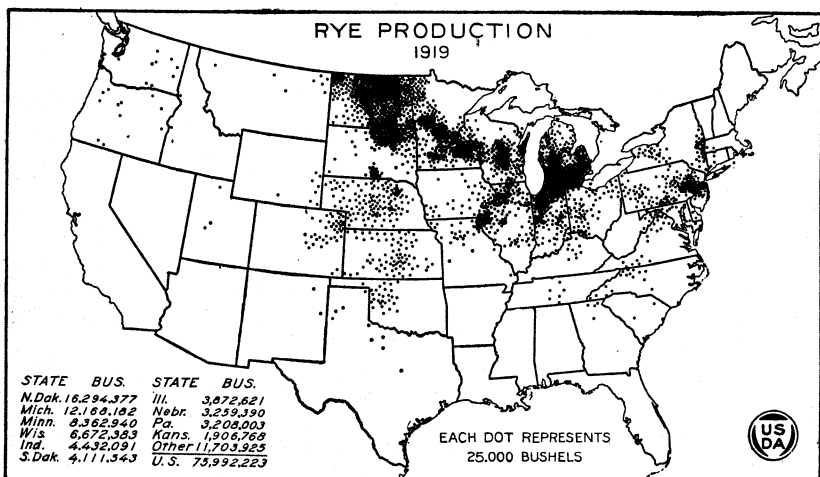 RYE PRODUCTION
1919
STATE BUS. STATE BUS.
N.Dak. 16,294,377 Ill. 3,872,621
Mich. 12,168,182 Nebr. 3,259,390
Minn. 8,362,940 Pa. 3,208,003
Wis. 6,672,383 Kans. 1,906,768
Ind. 4,432,091 Other 11,703,925
S.Dak. 4,111,343 U.S. 75,992,223
EACH DOT REPRESENTS
25,000 BUSHELS
US
DA